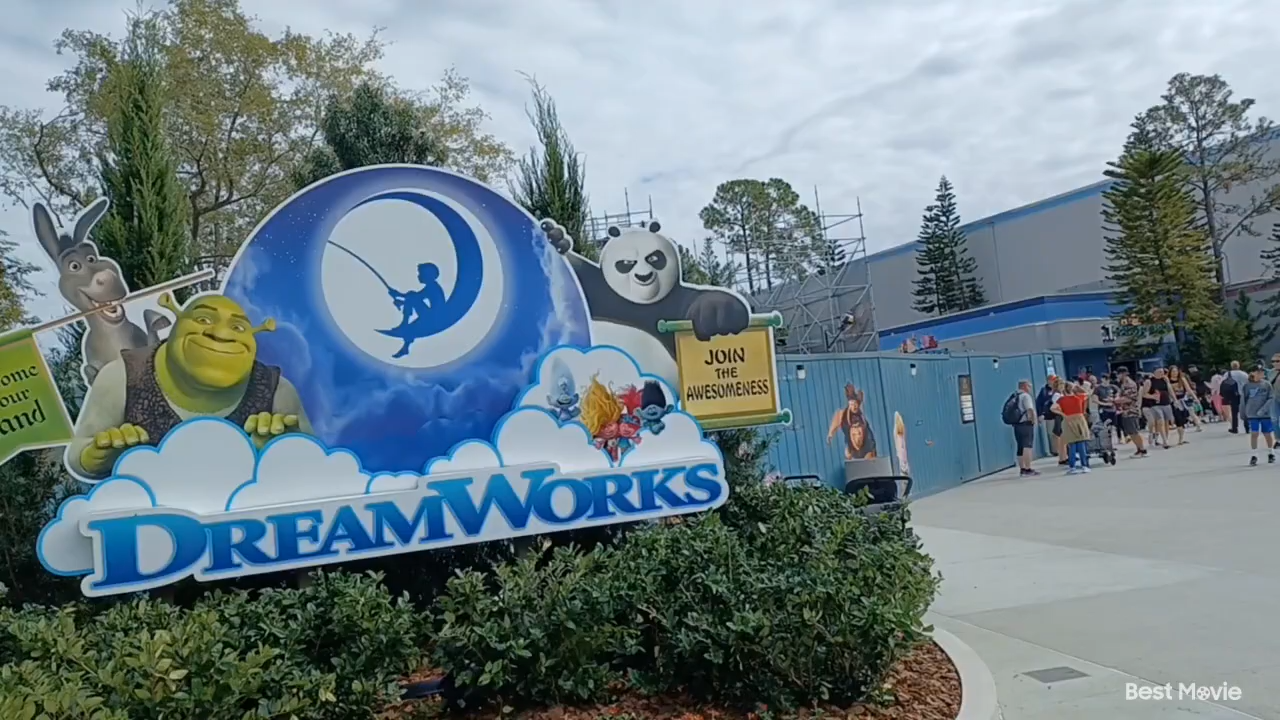 ome
our
and
JOIN
THE
AWESOMENESS
DREAMWORKS
Best Movie